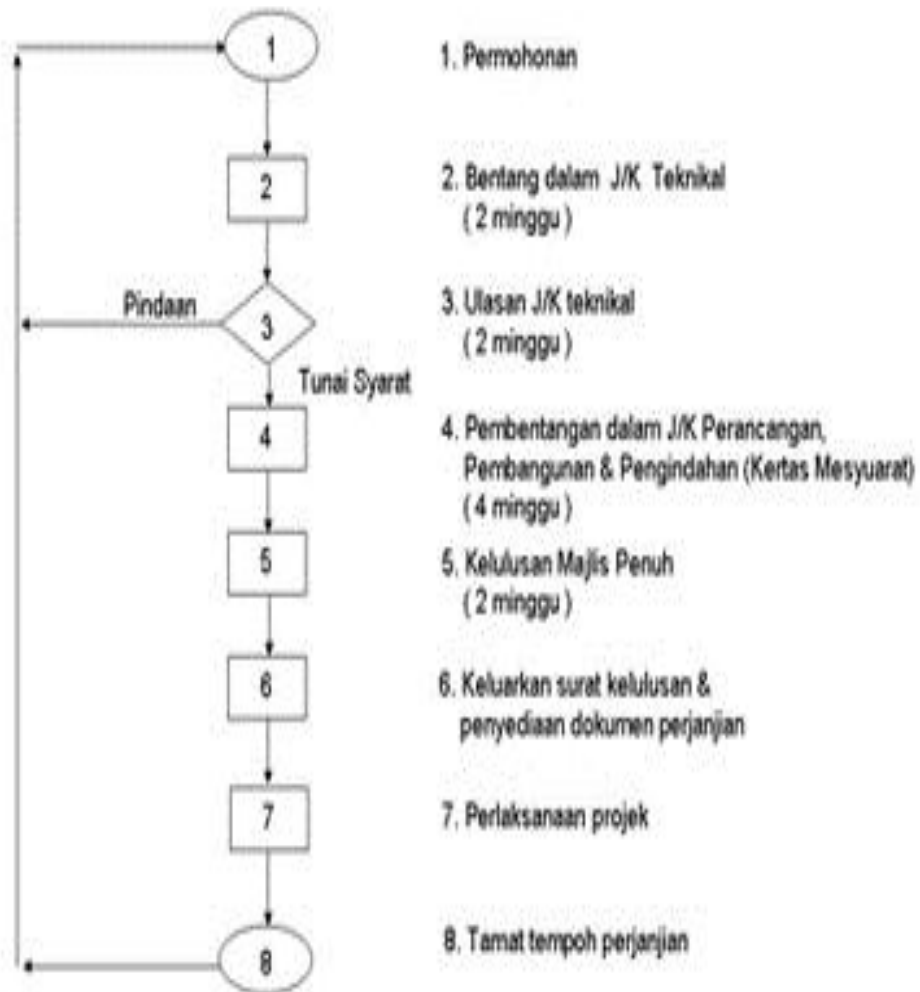 1
1. Permohonan
2
2. Bentang dalam J/K Teknikal
( 2 minggu )
Pindaan
3
3. Ulasan J/K teknikal
( 2 minggu )
Tunai Syarat
4
4. Pembentangan dalam J/K Perancangan,
Pembangunan & Pengindahan (Kertas Mesyuarat)
( 4 minggu )
5
5. Kelulusan Majlis Penuh
( 2 minggu )
6
6. Keluarkan surat kelulusan &
penyediaan dokumen perjanjian
7
7. Perlaksanaan projek
8
8. Tamat tempoh perjanjian